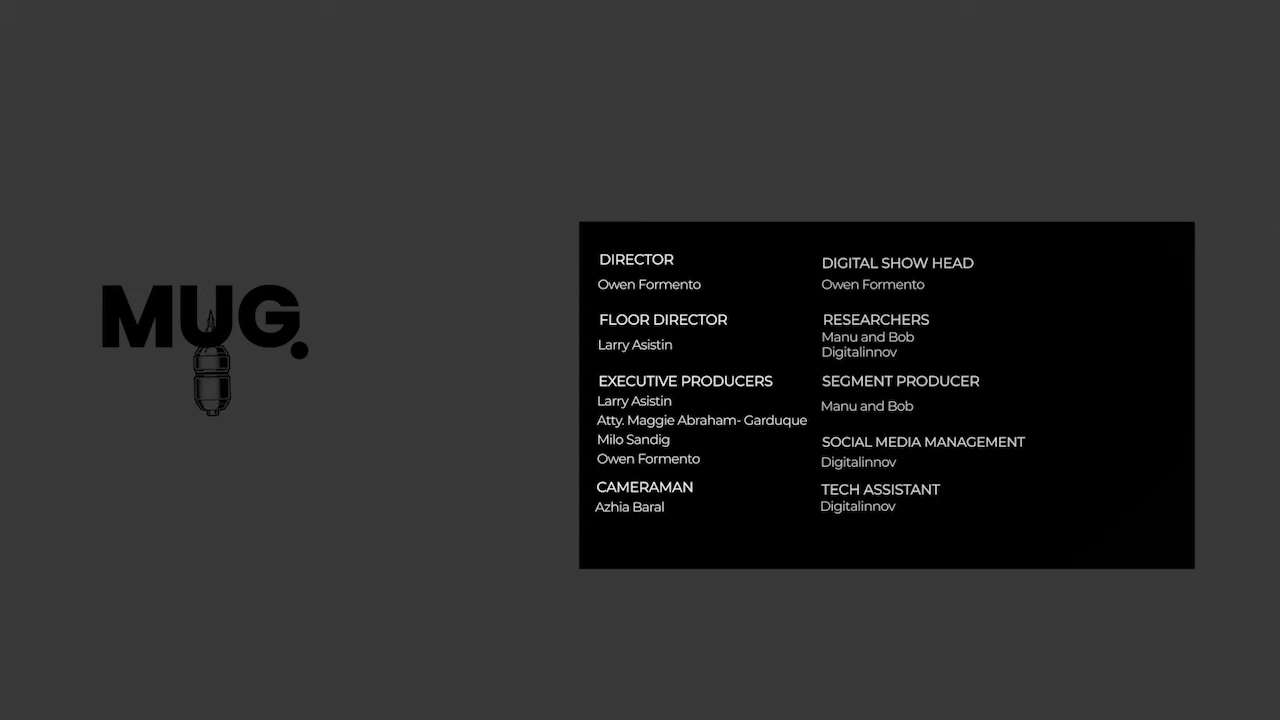 MUG.
DIRECTOR
Owen Formento
FLOOR DIRECTOR
Larry Asistin
EXECUTIVE PRODUCERS
Larry Asistin
Atty. Maggie Abraham- Garduque
Milo Sandig
Owen Formento
CAMERAMAN
Azhia Baral
DIGITAL SHOW HEAD
Owen Formento
RESEARCHERS
Manu and Bob
Digitalinnov
SEGMENT PRODUCER
Manu and Bob
SOCIAL MEDIA MANAGEMENT
Digitalinnov
TECH ASSISTANT
Digitalinnov